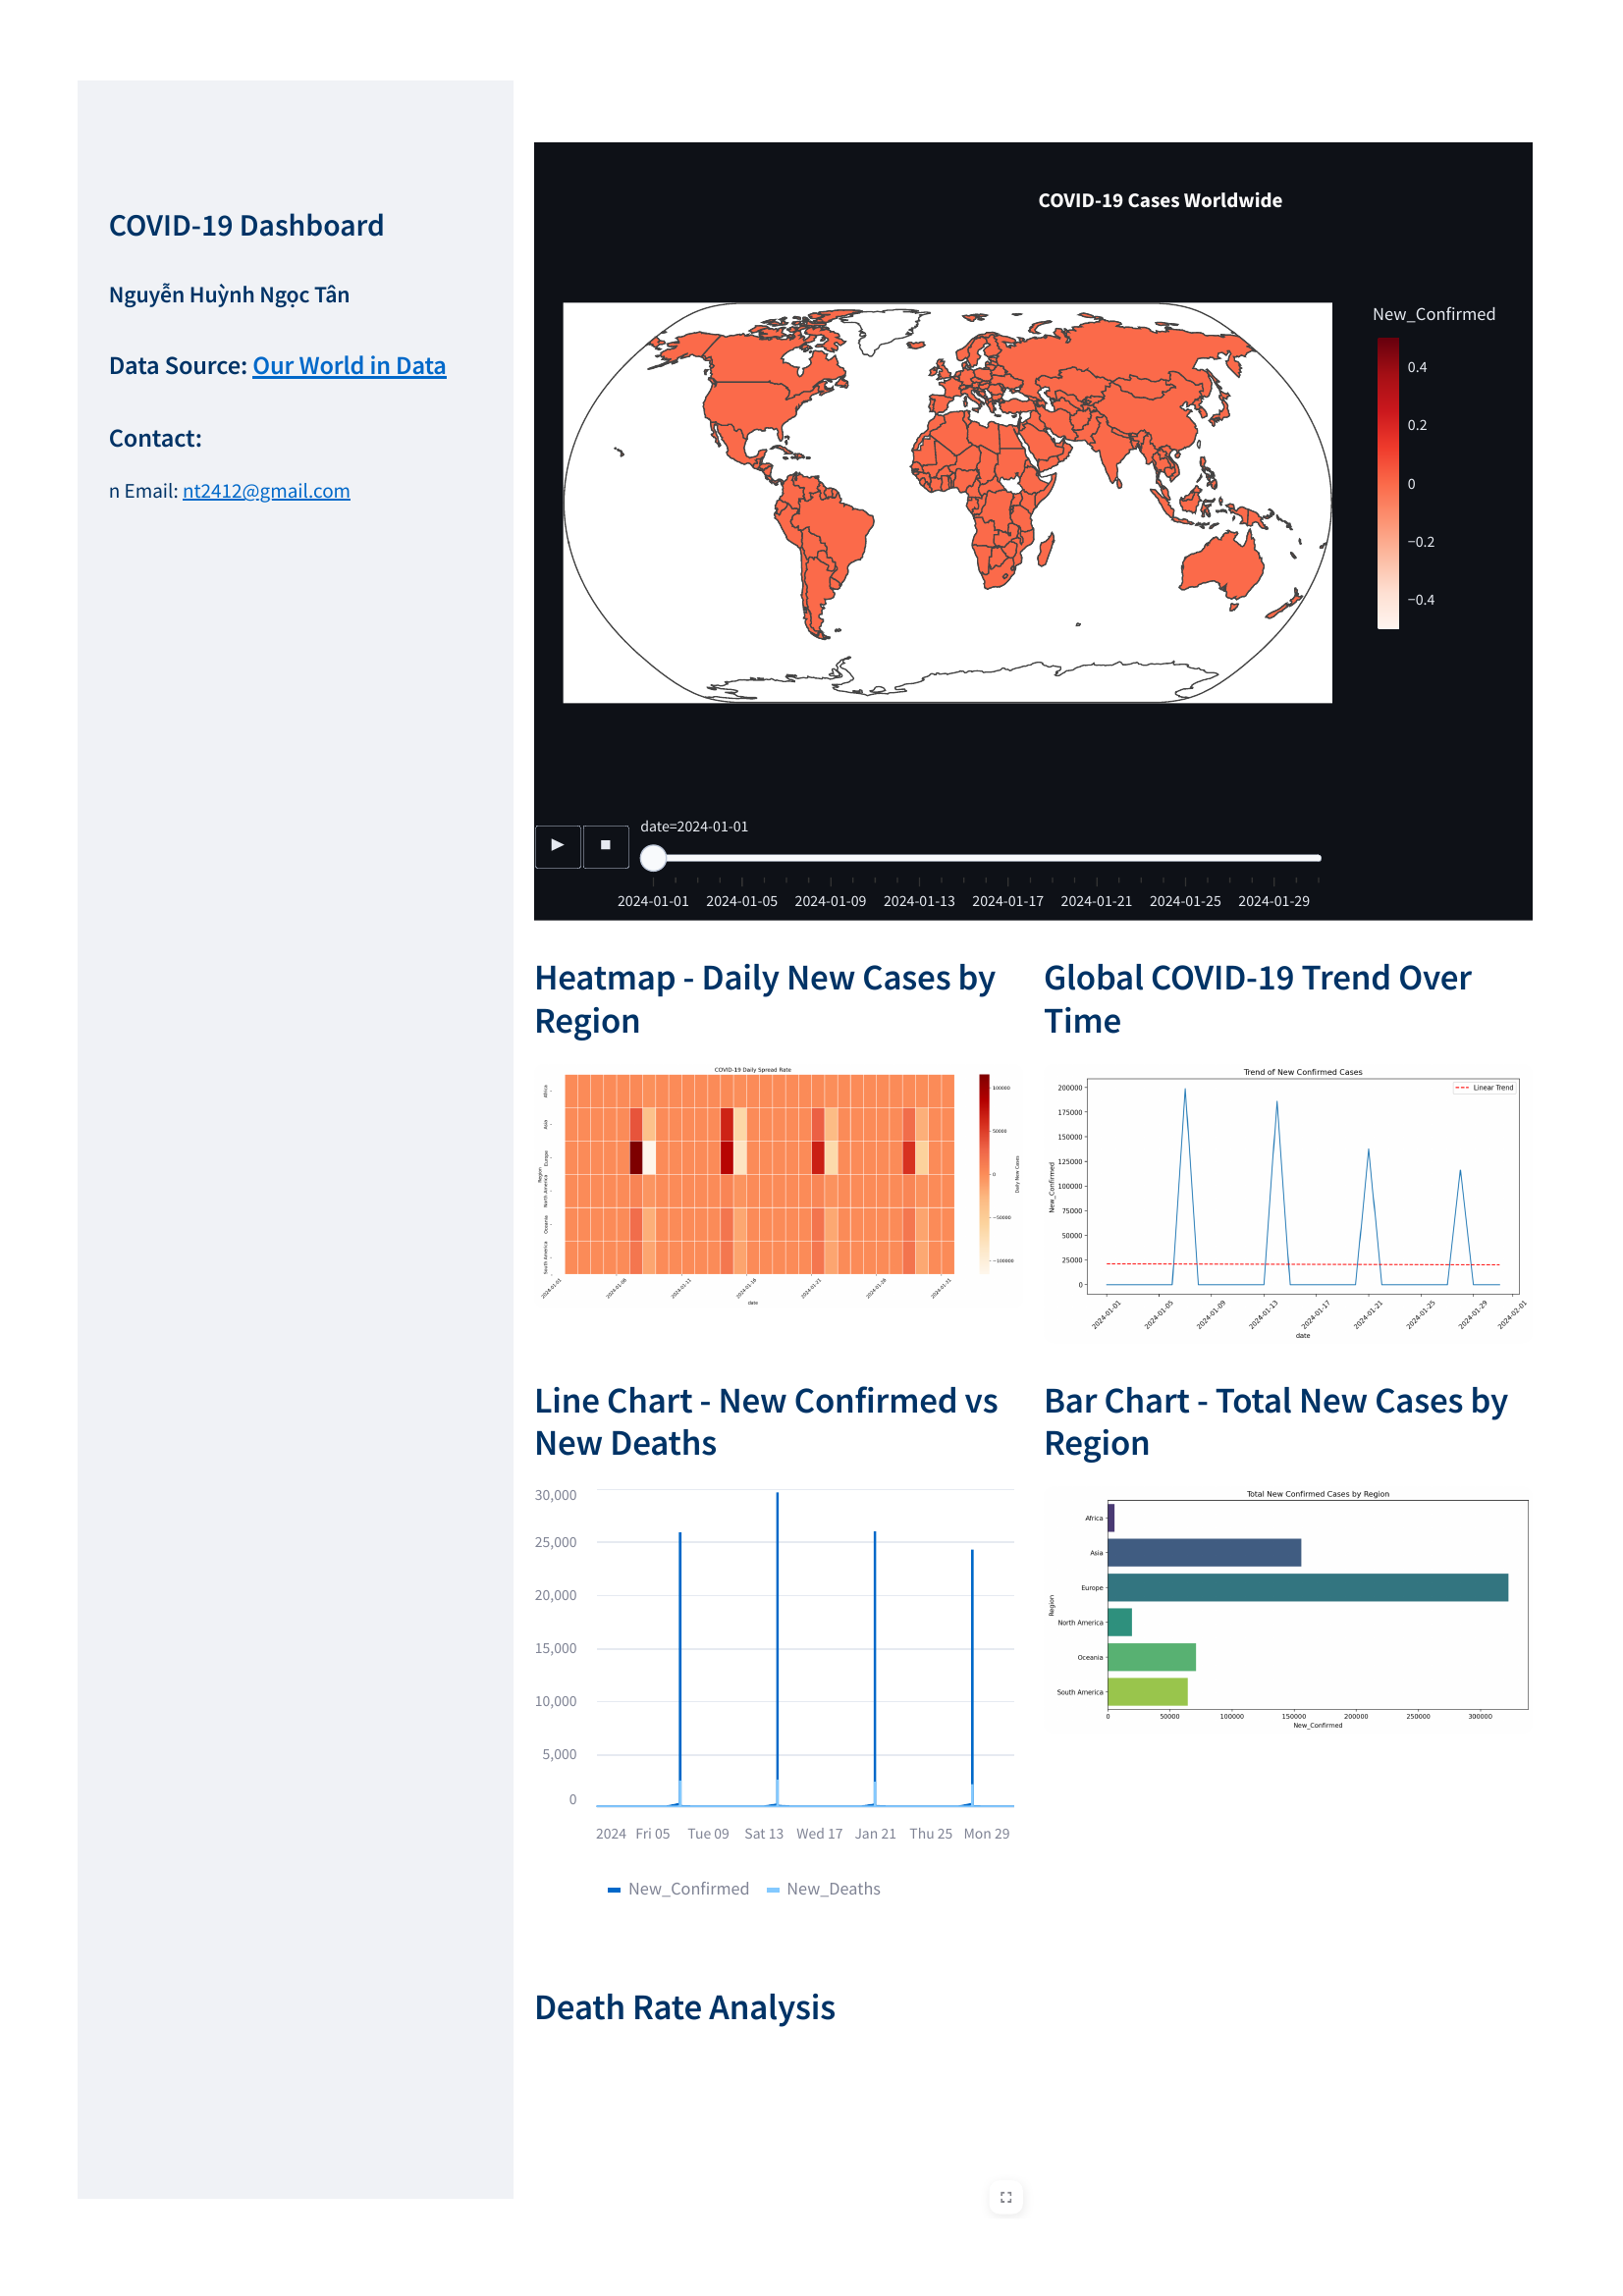 COVID-19 Dashboard
Nguyễn Huỳnh Ngọc Tân
Data Source: Our World in Data
Contact:
n Email: nt2412@gmail.com
COVID-19 Cases Worldwide
New_Confirmed
0.4
0.2
0
−0.2
−0.4
date=2024-01-01
2024-01-01 2024-01-05 2024-01-09 2024-01-13 2024-01-17 2024-01-21 2024-01-25 2024-01-29
Heatmap - Daily New Cases by
Region
COVID-19 Daily Spread Rate
Africa
Asia
Europe
North America
Oceania
South America
Region
2024-01-01 2024-01-06 2024-01-11 2024-01-16 2024-01-21 2024-01-26 2024-01-31
date
100000
50000
0
−50000
−100000
Daily New Cases
Global COVID-19 Trend Over
Time
Trend of New Confirmed Cases
Linear Trend
200000
175000
150000
125000
100000
75000
50000
25000
0
New_Confirmed
2024-01-01 2024-01-05 2024-01-09 2024-01-13 2024-01-17 2024-01-21 2024-01-25 2024-01-29 2024-02-01
date
Line Chart - New Confirmed vs
New Deaths
30,000
25,000
20,000
15,000
10,000
5,000
0
2024 Fri 05 Tue 09 Sat 13 Wed 17 Jan 21 Thu 25 Mon 29
New_Confirmed New_Deaths
Bar Chart - Total New Cases by
Region
Total New Confirmed Cases by Region
Africa
Asia
Europe
North America
Oceania
South America
Region
0 50000 100000 150000 200000 250000 300000
New_Confirmed
Death Rate Analysis